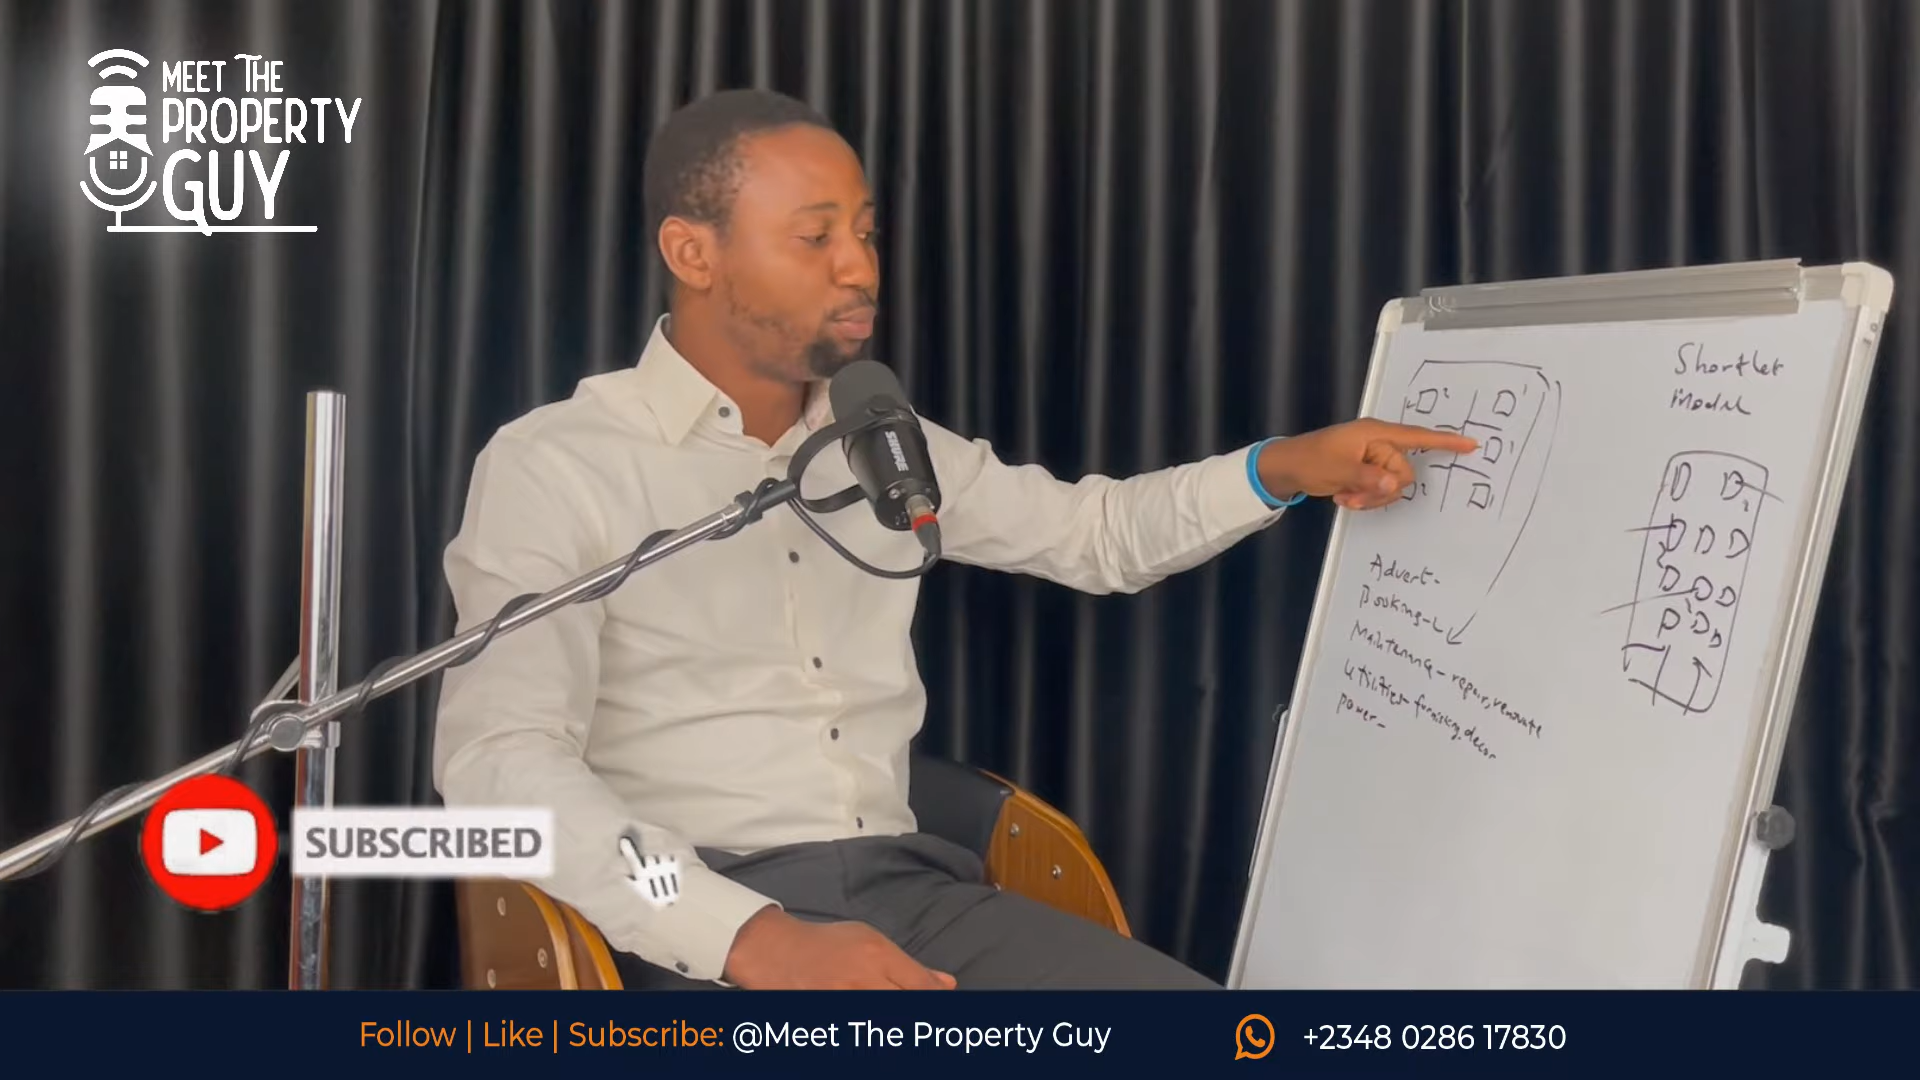 MEET THE
PROPERTY
GUY
SHURE
Shortlet
Model
Advert-
Booking-
Maintenance - repair, renovate
Utilities - furnishing, decor
power-
SUBSCRIBED
Follow | Like | Subscribe: @Meet The Property Guy
+2348 0286 17830